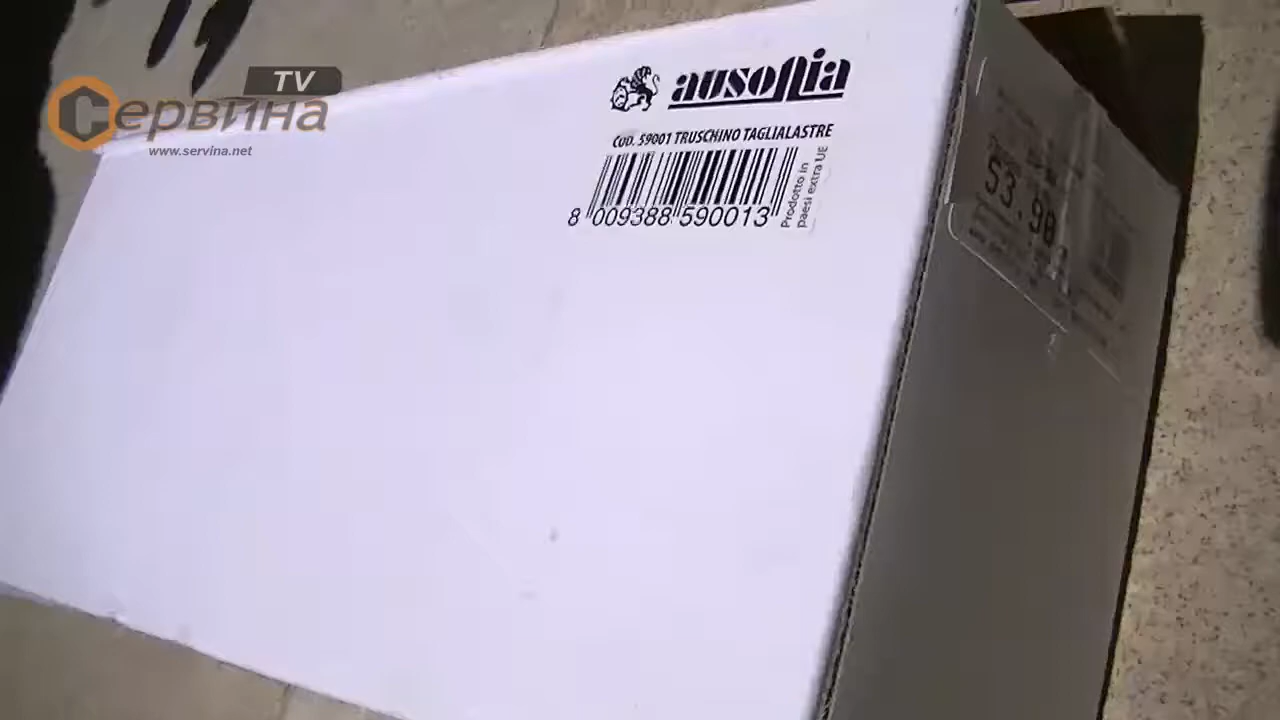 TV
Сервина
www.servina.net
ausonia
COD. 59001 TRUSCHINO TAGLIALASTRE
Prodotto in
paesi extra UE
8 009388 590013
53.90